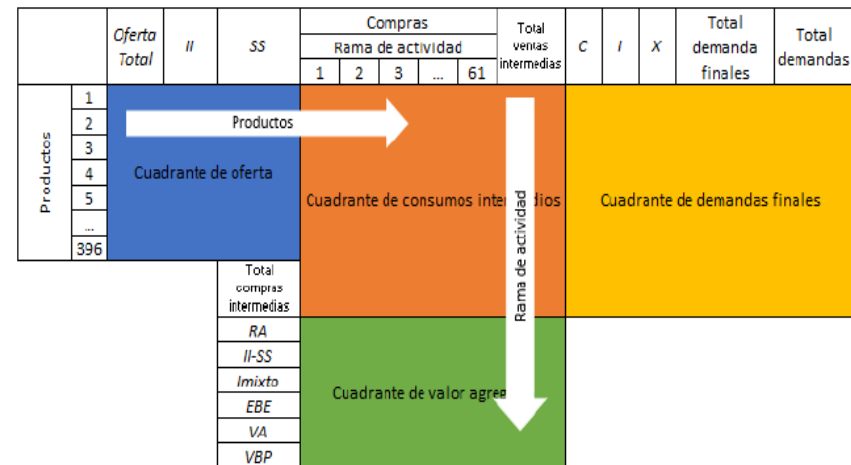 Oferta Total
II
SS
Compras
Rama de actividad
1 2 3 ... 61
Total ventas intermedias
C
I
X
Total demanda finales
Total demandas
Productos
1
2
3
4
5
...
396
Productos
Cuadrante de oferta
Cuadrante de consumos inte dios
Rama de actividad
Cuadrante de demandas finales
Total compras intermedias
RA
II-SS
Imixto
EBE
VA
VBP
Cuadrante de valor agre